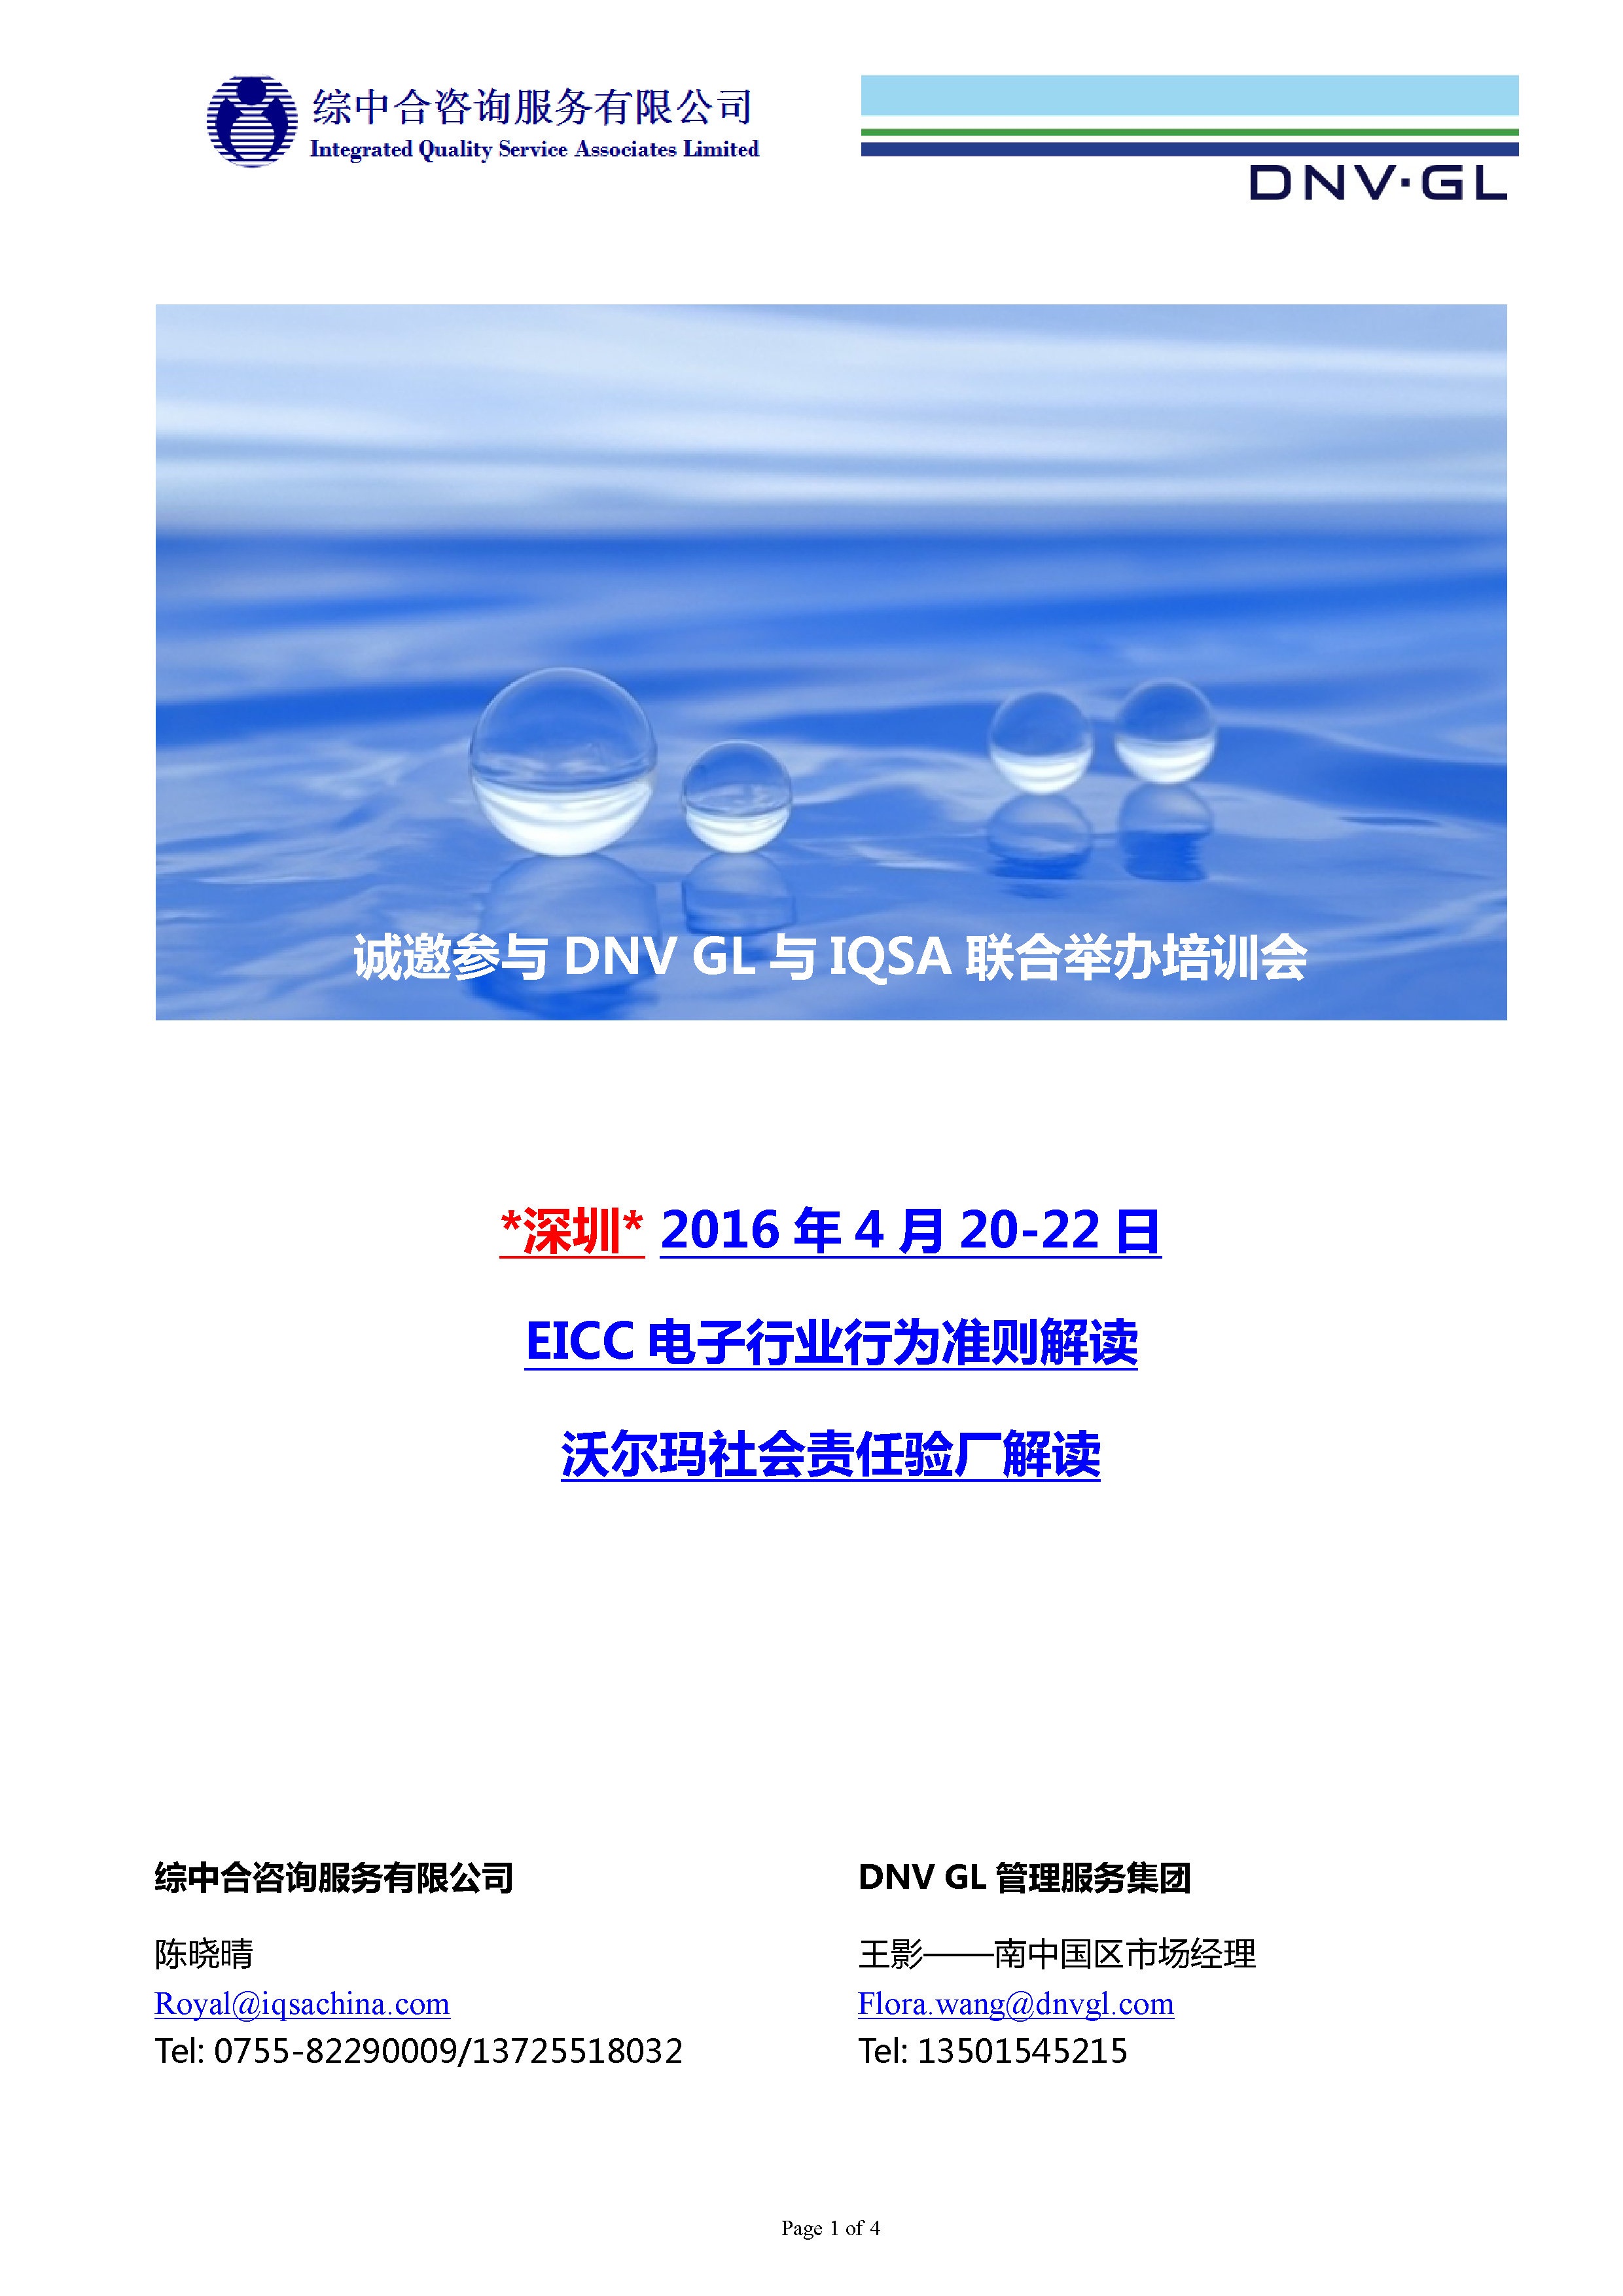 综中合咨询服务有限公司
Integrated Quality Service Associates Limited
DNV·GL
诚邀参与 DNV GL 与 IQSA 联合举办培训会
*深圳* 2016 年 4 月 20-22 日
EICC 电子行业行为准则解读
沃尔玛社会责任验厂解读
综中合咨询服务有限公司
陈晓晴
Royal@iqsachina.com
Tel: 0755-82290009/13725518032
DNV GL 管理服务集团
王影——南中国区市场经理
Flora.wang@dnvgl.com
Tel: 13501545215
Page 1 of 4